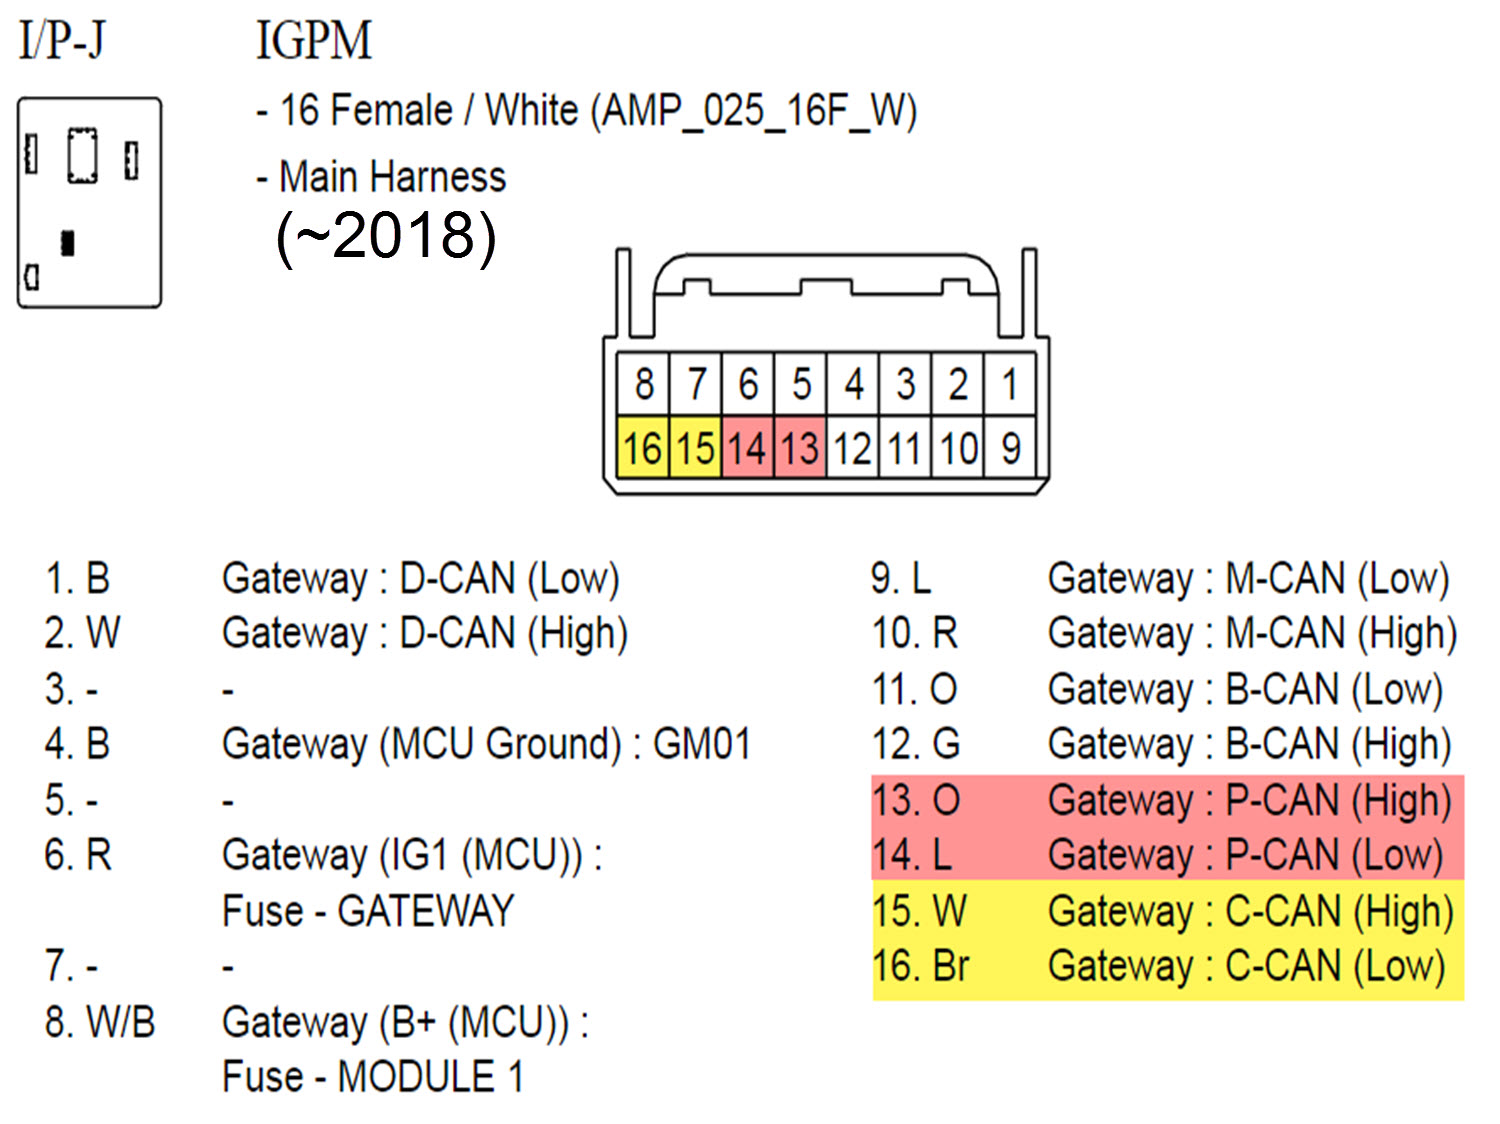 I/P-J IGPM
- 16 Female / White (AMP_025_16F_W)
- Main Harness
(~2018)
8 7 6 5 4 3 2 1
16 15 14 13 12 11 10 9
1. B Gateway : D-CAN (Low)
2. W Gateway : D-CAN (High)
3. - -
4. B Gateway (MCU Ground) : GM01
5. - -
6. R Gateway (IG1 (MCU)) :
Fuse - GATEWAY
7. - -
8. W/B Gateway (B+ (MCU)) :
Fuse - MODULE 1
9. L Gateway : M-CAN (Low)
10. R Gateway : M-CAN (High)
11. O Gateway : B-CAN (Low)
12. G Gateway : B-CAN (High)
13. O Gateway : P-CAN (High)
14. L Gateway : P-CAN (Low)
15. W Gateway : C-CAN (High)
16. Br Gateway : C-CAN (Low)